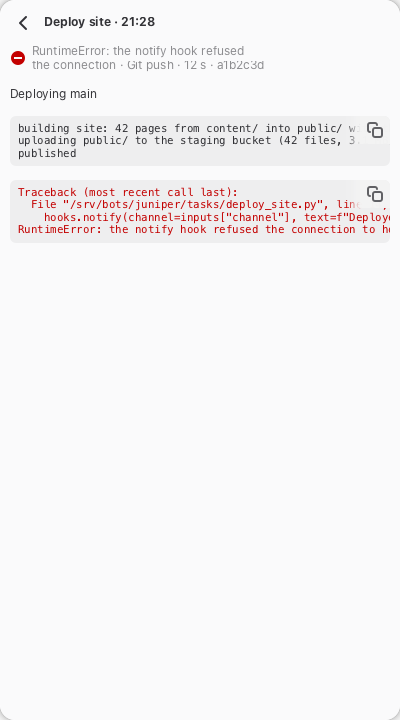 Deploy site · 21:28
RuntimeError: the notify hook refused
the connection · Git push · 12 s · a1b2c3d
Deploying main
building site: 42 pages from content/ into public/
uploading public/ to the staging bucket (42 files,
published
Traceback (most recent call last):
File "/srv/bots/juniper/tasks/deploy_site.py",
hooks.notify(channel=inputs["channel"], text=f"Deploye
RuntimeError: the notify hook refused the connection to